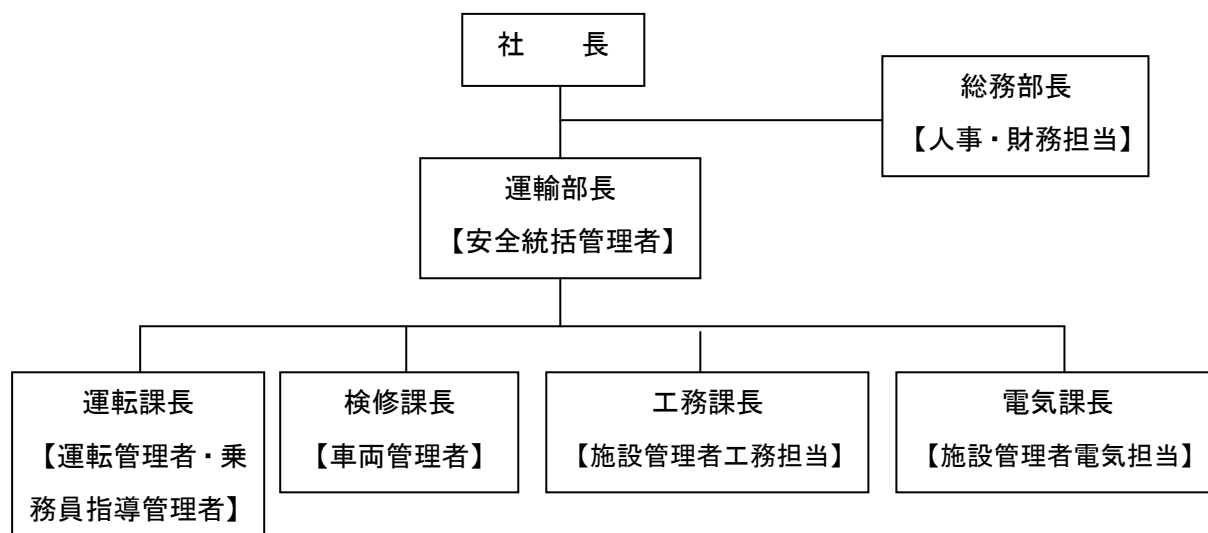 社　　長
総務部長
【人事・財務担当】
運輸部長
【安全統括管理者】
運転課長
【運転管理者・乗
務員指導管理者】
検修課長
【車両管理者】
工務課長
【施設管理者工務担当】
電気課長
【施設管理者電気担当】